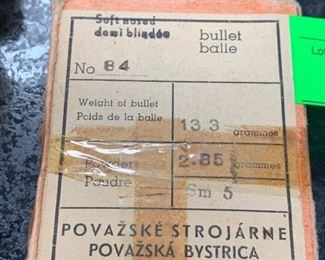 Soft nosed bullet
demi blindée balle
No 84
Weight of bullet
Poids de la balle 13.3 grammes
Powder 2.85 grammes
Poudre Sm 5
POVAŽSKÉ STROJÁRNE
POVAŽSKÁ BYSTRICA